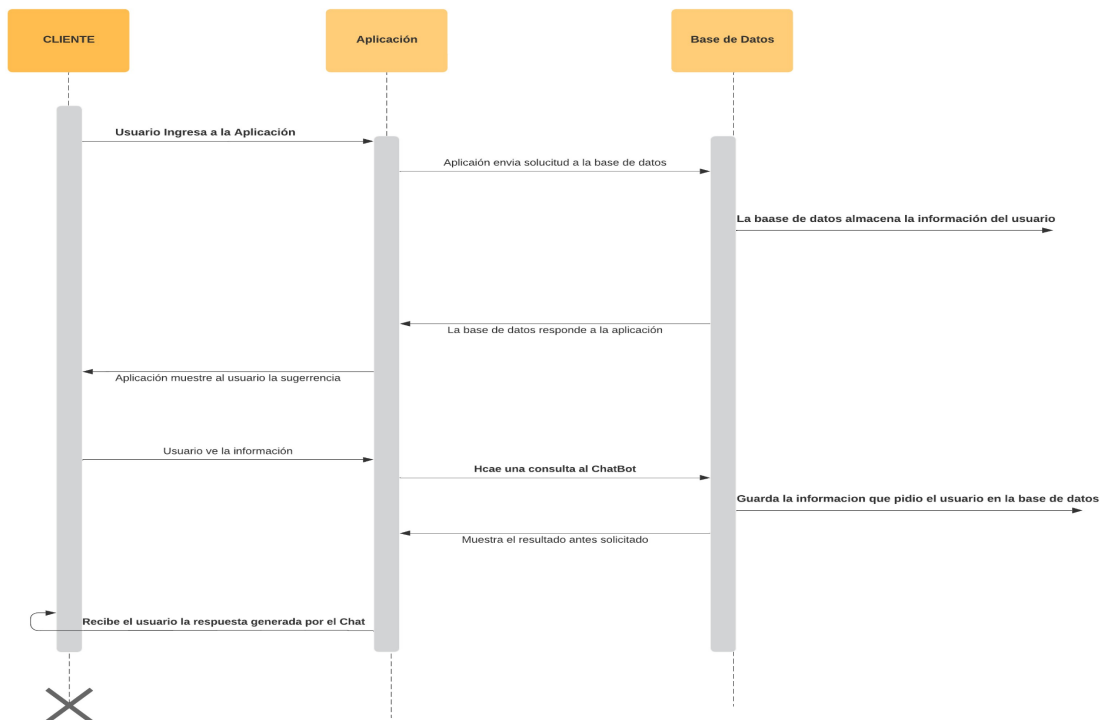 CLIENTE
Aplicación
Base de Datos
Usuario Ingresa a la Aplicación
Aplicaión envia solucitud a la base de datos
La baase de datos almacena la información del usuario
La base de datos responde a la aplicación
Aplicación muestre al usuario la sugerrencia
Usuario ve la información
Hcae una consulta al ChatBot
Guarda la informacion que pidio el usuario en la base de datos
Muestra el resultado antes solicitado
Recibe el usuario la respuesta generada por el Chat